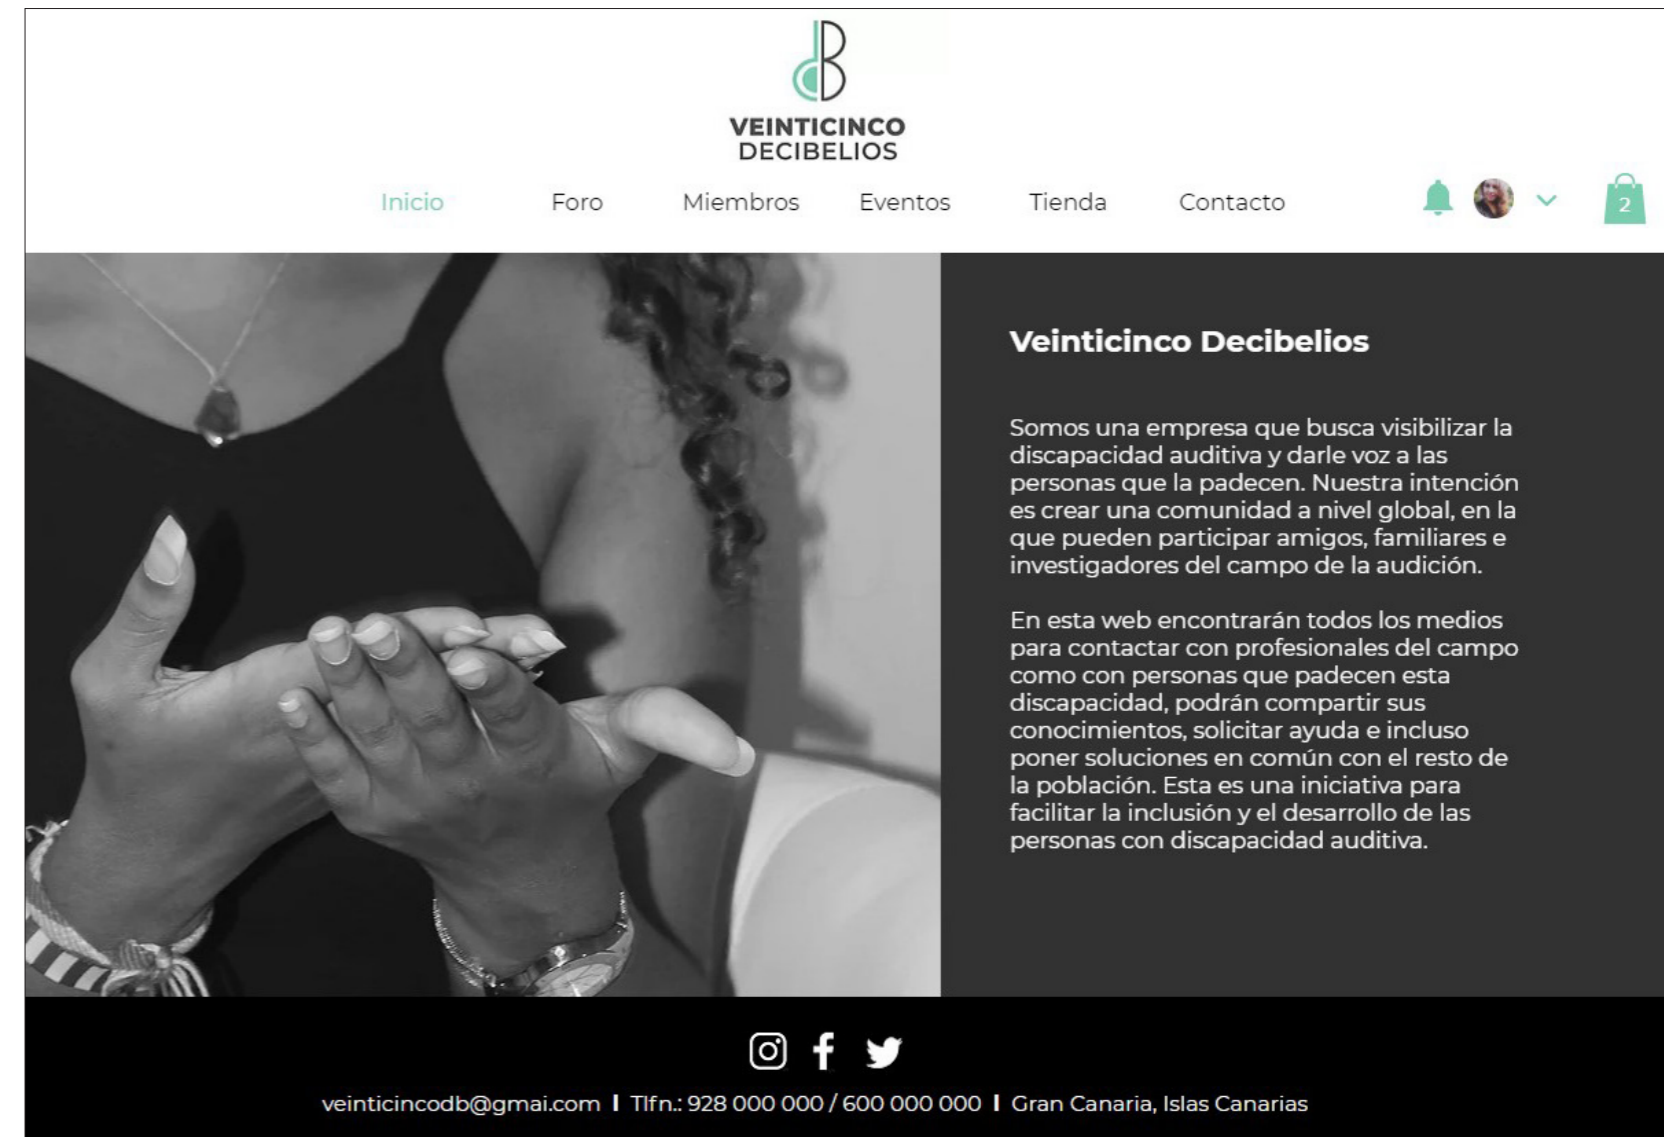 dB
VEINTICINCO
DECIBELIOS
Inicio Foro Miembros Eventos Tienda Contacto 2
Veinticinco Decibelios
Somos una empresa que busca visibilizar la
discapacidad auditiva y darle voz a las
personas que la padecen. Nuestra intención
es crear una comunidad a nivel global, en la
que pueden participar amigos, familiares e
investigadores del campo de la audición.
En esta web encontrarán todos los medios
para contactar con profesionales del campo
como con personas que padecen esta
discapacidad, podrán compartir sus
conocimientos, solicitar ayuda e incluso
poner soluciones en común con el resto de
la población. Esta es una iniciativa para
facilitar la inclusión y el desarrollo de las
personas con discapacidad auditiva.
veinticincodb@gmai.com I Tlfn.: 928 000 000 / 600 000 000 I Gran Canaria, Islas Canarias